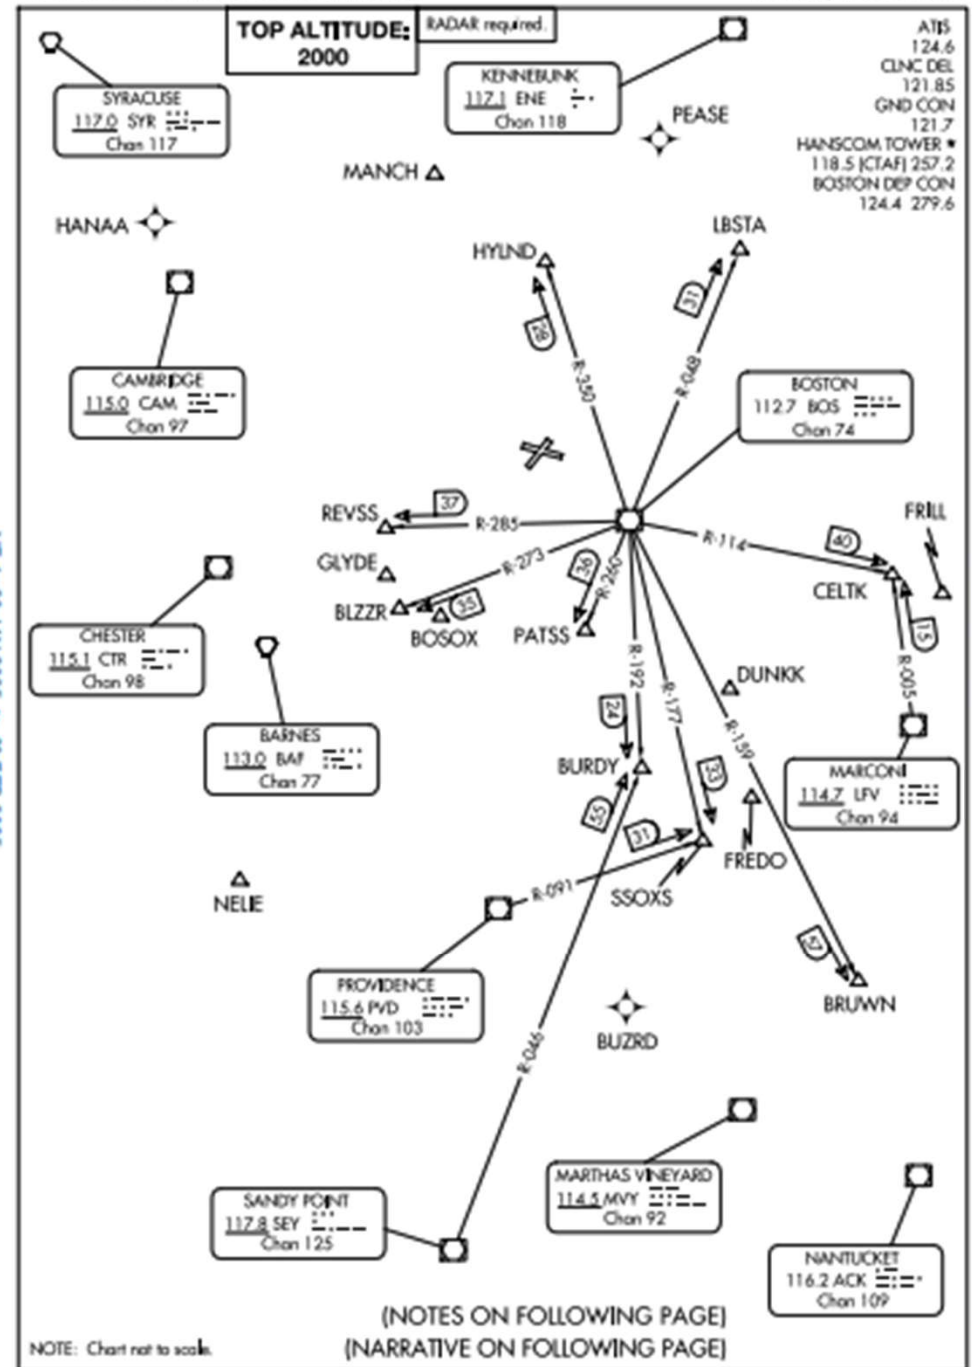 TOP ALTITUDE:
2000
RADAR required.
ATIS
124.6
CLNC DEL
121.85
GND CON
121.7
HANSCOM TOWER *
118.5 (CTAF) 257.2
BOSTON DEP CON
124.4 279.6
SYRACUSE
117.0 SYR
Chan 117
KENNEBUNK
117.1 ENE
Chan 118
PEASE
MANCH
HANAA
LBSTA
HYLND
31
28
CAMBRIDGE
115.0 CAM
Chan 97
R-350
R-048
BOSTON
112.7 BOS
Chan 74
REVSS
37
R-285
R-114
40
FRILL
GLYDE
R-273
36
R-260
CELTK
BLZZR
35
BOSOX
PATSS
15
CHESTER
115.1 CTR
Chan 98
R-192
R-177
DUNKK
R-005
R-159
24
BARNES
113.0 BAF
Chan 77
BURDY
33
MARCONI
114.7 LFV
Chan 94
55
31
FREDO
NELIE
R-091
SSOXS
57
PROVIDENCE
115.6 PVD
Chan 103
BRUWN
BUZRD
R-046
MARTHAS VINEYARD
114.5 MVY
Chan 92
SANDY POINT
117.8 SEY
Chan 125
NANTUCKET
116.2 ACK
Chan 109
(NOTES ON FOLLOWING PAGE)
NOTE: Chart not to scale.
(NARRATIVE ON FOLLOWING PAGE)